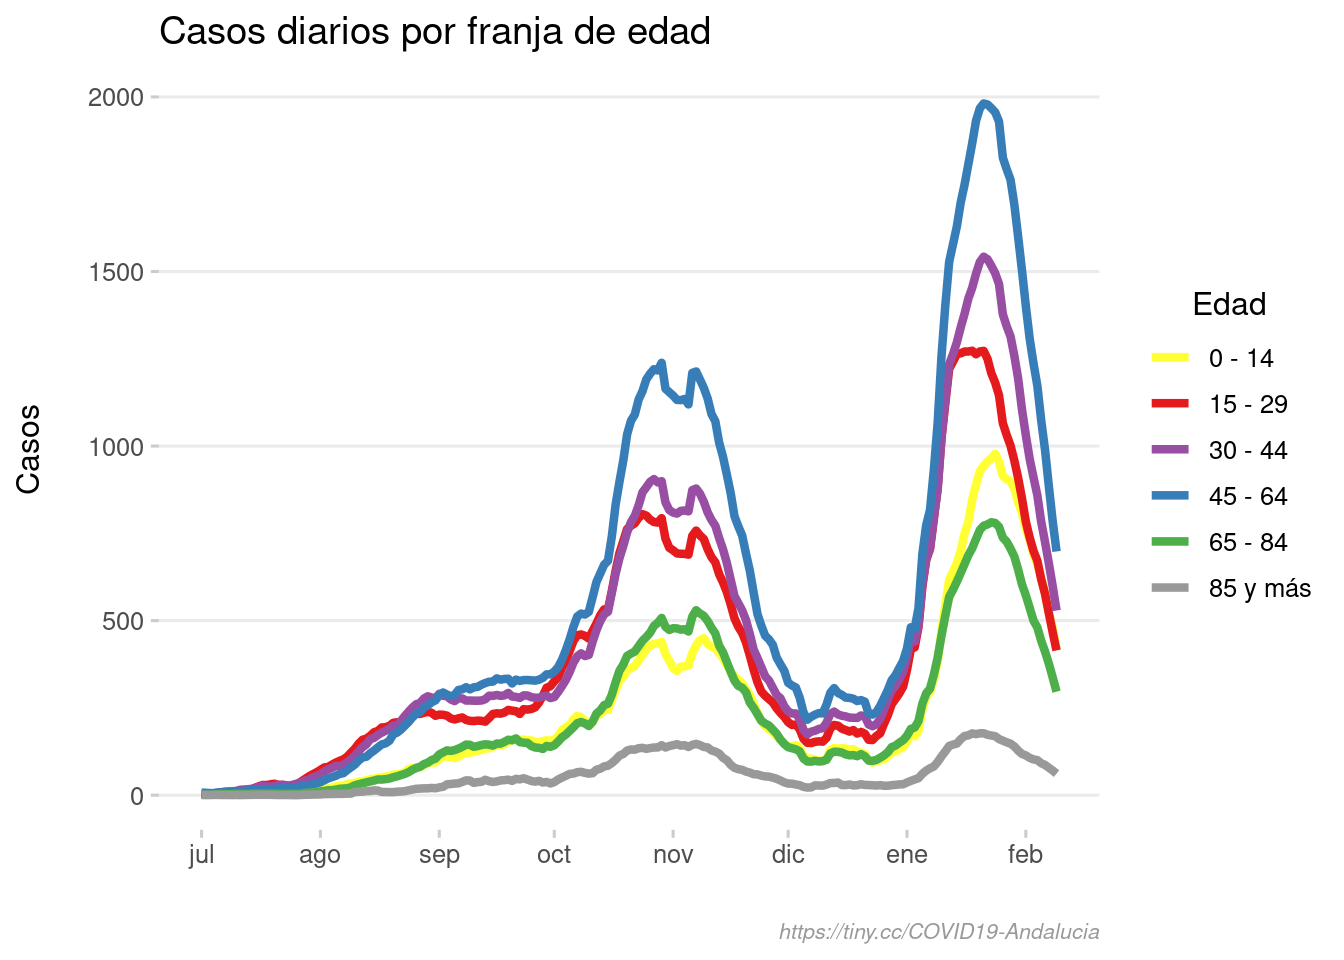 Casos diarios por franja de edad
2000
1500
1000
500
0
Casos
jul ago sep oct nov dic ene feb
Edad
0 - 14
15 - 29
30 - 44
45 - 64
65 - 84
85 y más
https://tiny.cc/COVID19-Andalucia